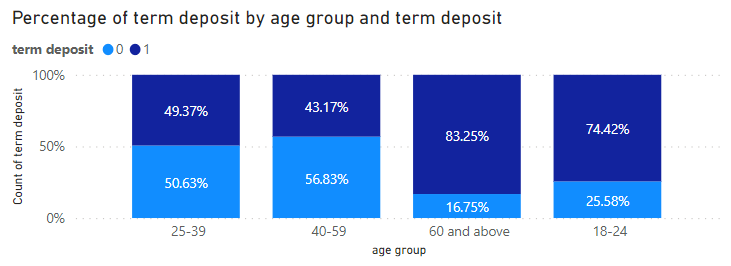 Percentage of term deposit by age group and term deposit
term deposit 0 1
Count of term deposit
100%
50%
0%
49.37% 43.17% 83.25% 74.42%
50.63% 56.83% 16.75% 25.58%
25-39 40-59 60 and above 18-24
age group